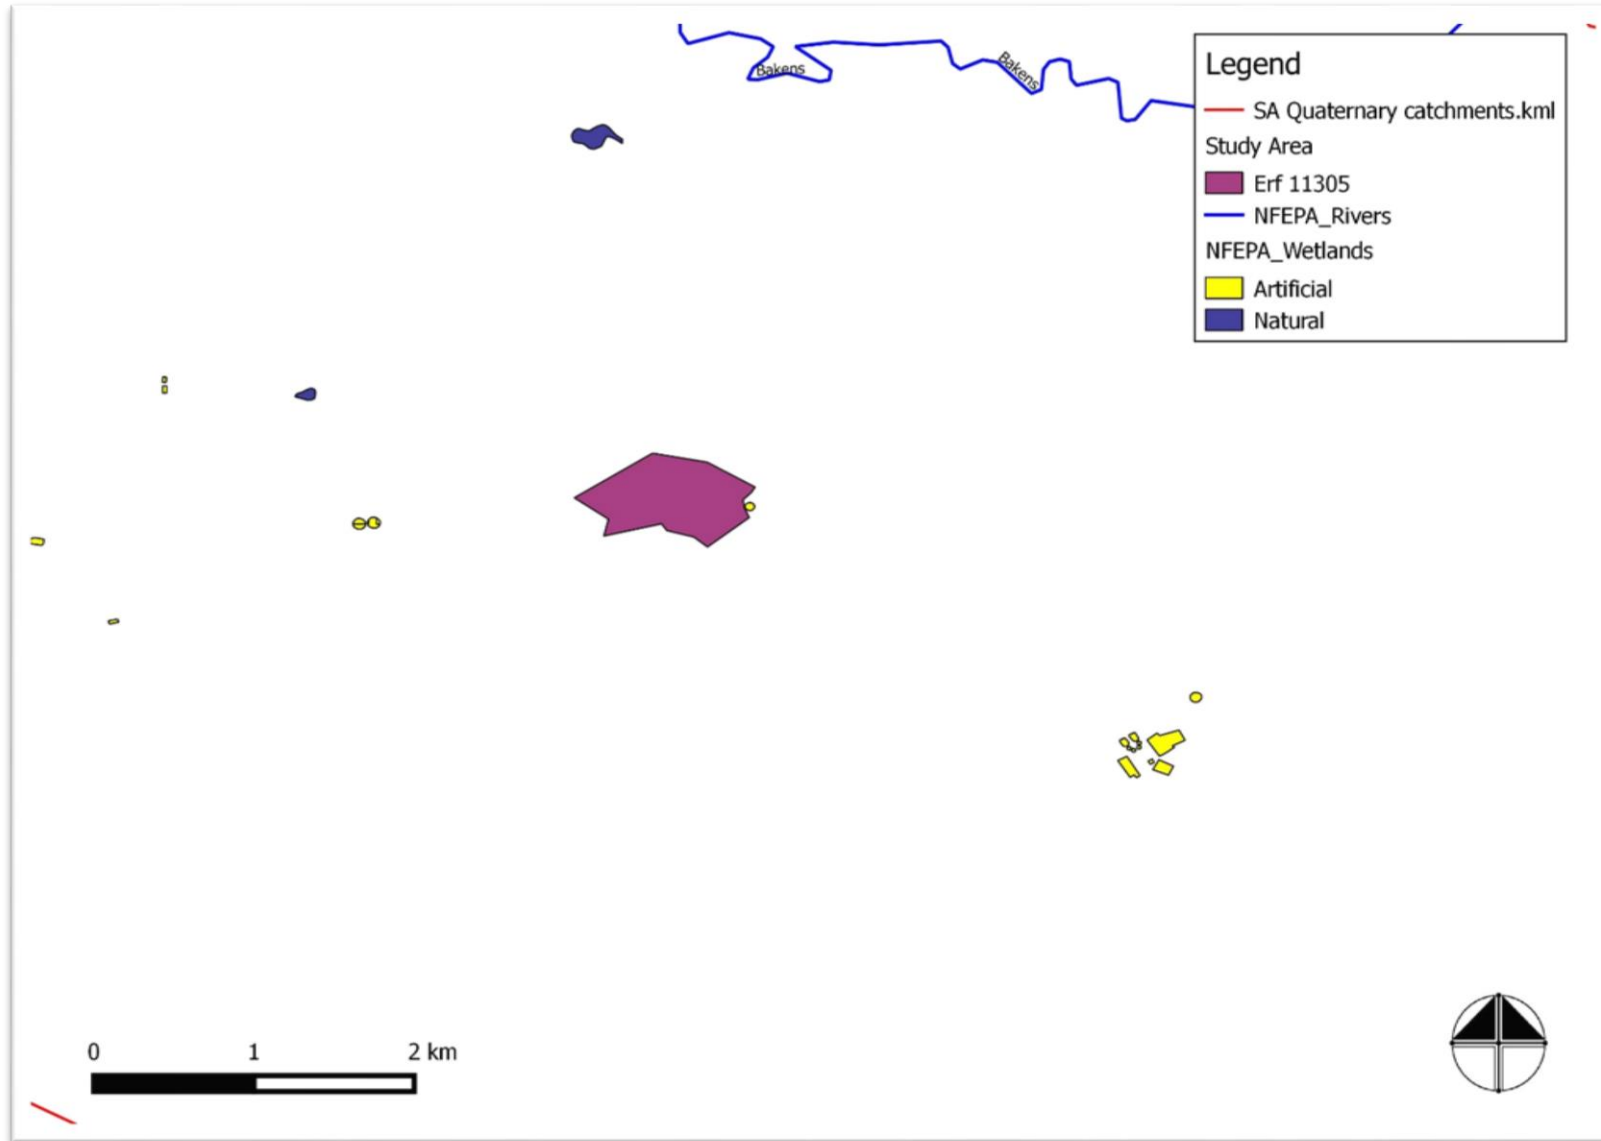 Bakens
Bakens
Legend
SA Quaternary catchments.kml
Study Area
Erf 11305
NFEPA_Rivers
NFEPA_Wetlands
Artificial
Natural
0 1 2 km